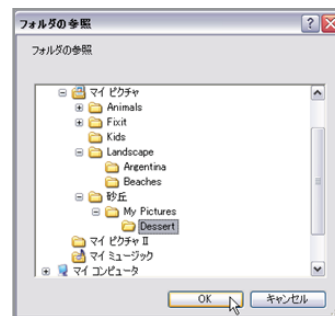 フォルダの参照
フォルダの参照
マイ ピクチャ
Animals
Fixit
Kids
Landscape
Argentina
Beaches
砂丘
My Pictures
Dessert
マイ ピクチャ II
マイ ミュージック
マイ コンピュータ
OK キャンセル